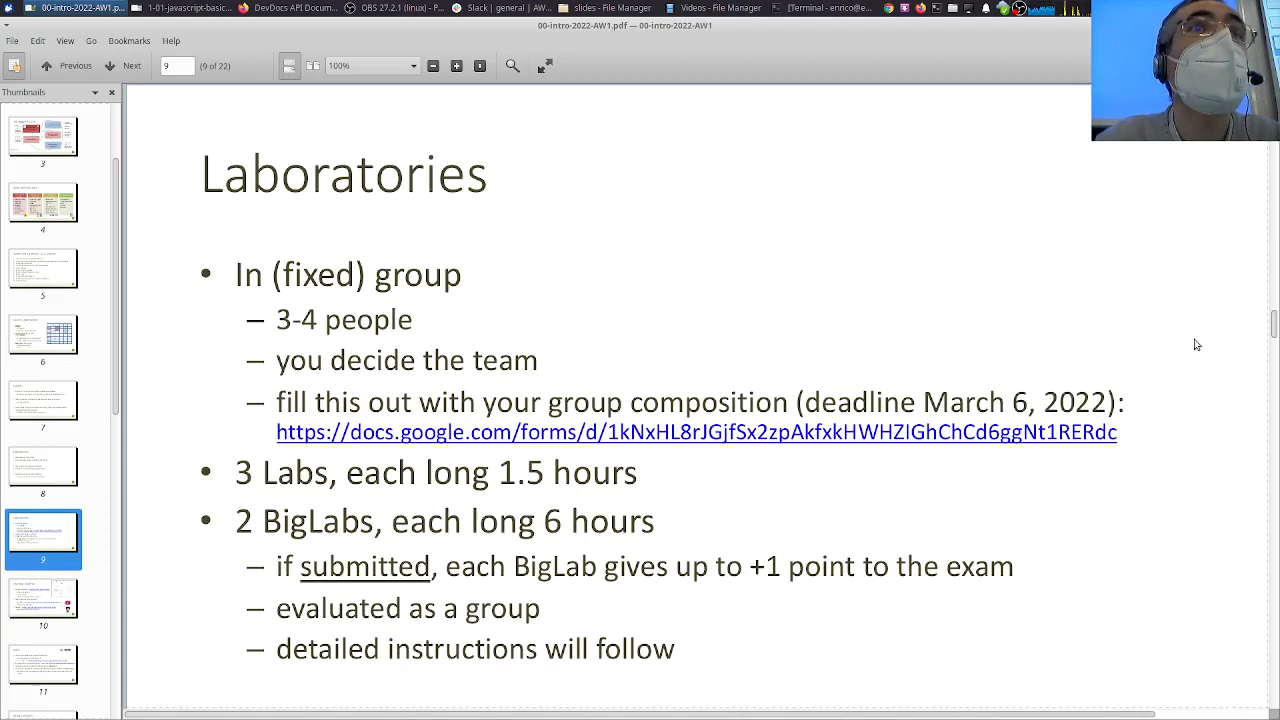 00-intro-2022-AW1.pdf — ...
1-01-javascript-basic...
DevDocs API Docum...
OBS 27.2.1 (linux) - P...
Slack | general | AW...
slides - File Manager
Videos - File Manager
[Terminal - enrico@e...
00-intro-2022-AW1.pdf — 00-intro-2022-AW1
File Edit View Go Bookmarks Help
Previous Next 9 (9 of 22) 100%
Thumbnails
3
4
5
6
7
8
9
10
11
Laboratories
• In (fixed) group
– 3-4 people
– you decide the team
– fill this out with your group composition (deadline March 6, 2022):
https://docs.google.com/forms/d/1kNxHL8rJGjfSx2zpAkfxkHWHZIGhChCd6ggNt1RERdc
• 3 Labs, each long 1.5 hours
• 2 BigLabs, each long 6 hours
– if submitted, each BigLab gives up to +1 point to the exam
– evaluated as a group
– detailed instructions will follow